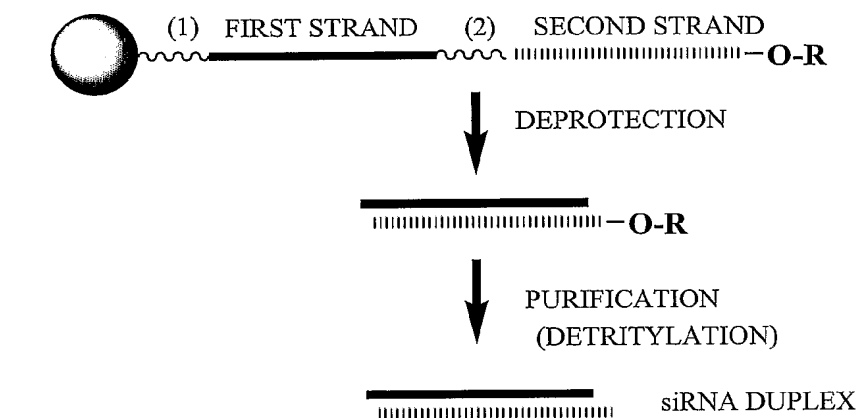 (1) FIRST STRAND (2) SECOND STRAND
O-R
DEPROTECTION
O-R
PURIFICATION
(DETRITYLATION)
siRNA DUPLEX